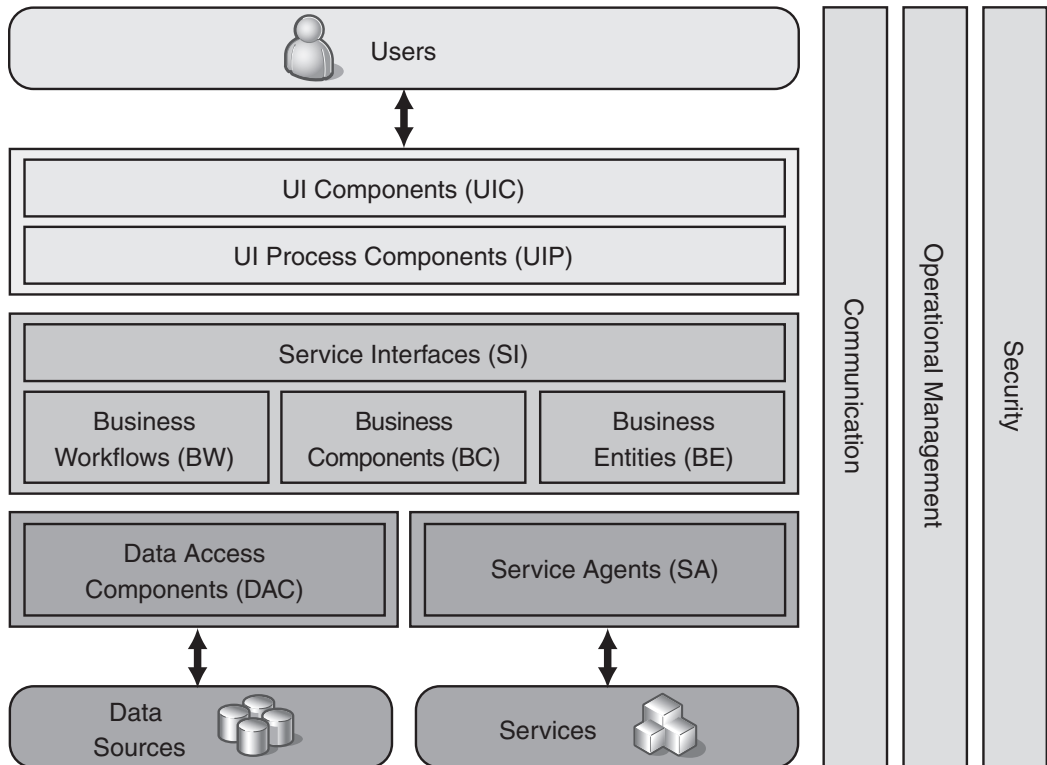 Users
UI Components (UIC)
UI Process Components (UIP)
Service Interfaces (SI)
Business
Workflows (BW)
Business
Components (BC)
Business
Entities (BE)
Data Access
Components (DAC)
Service Agents (SA)
Data
Sources
Services
Communication
Operational Management
Security